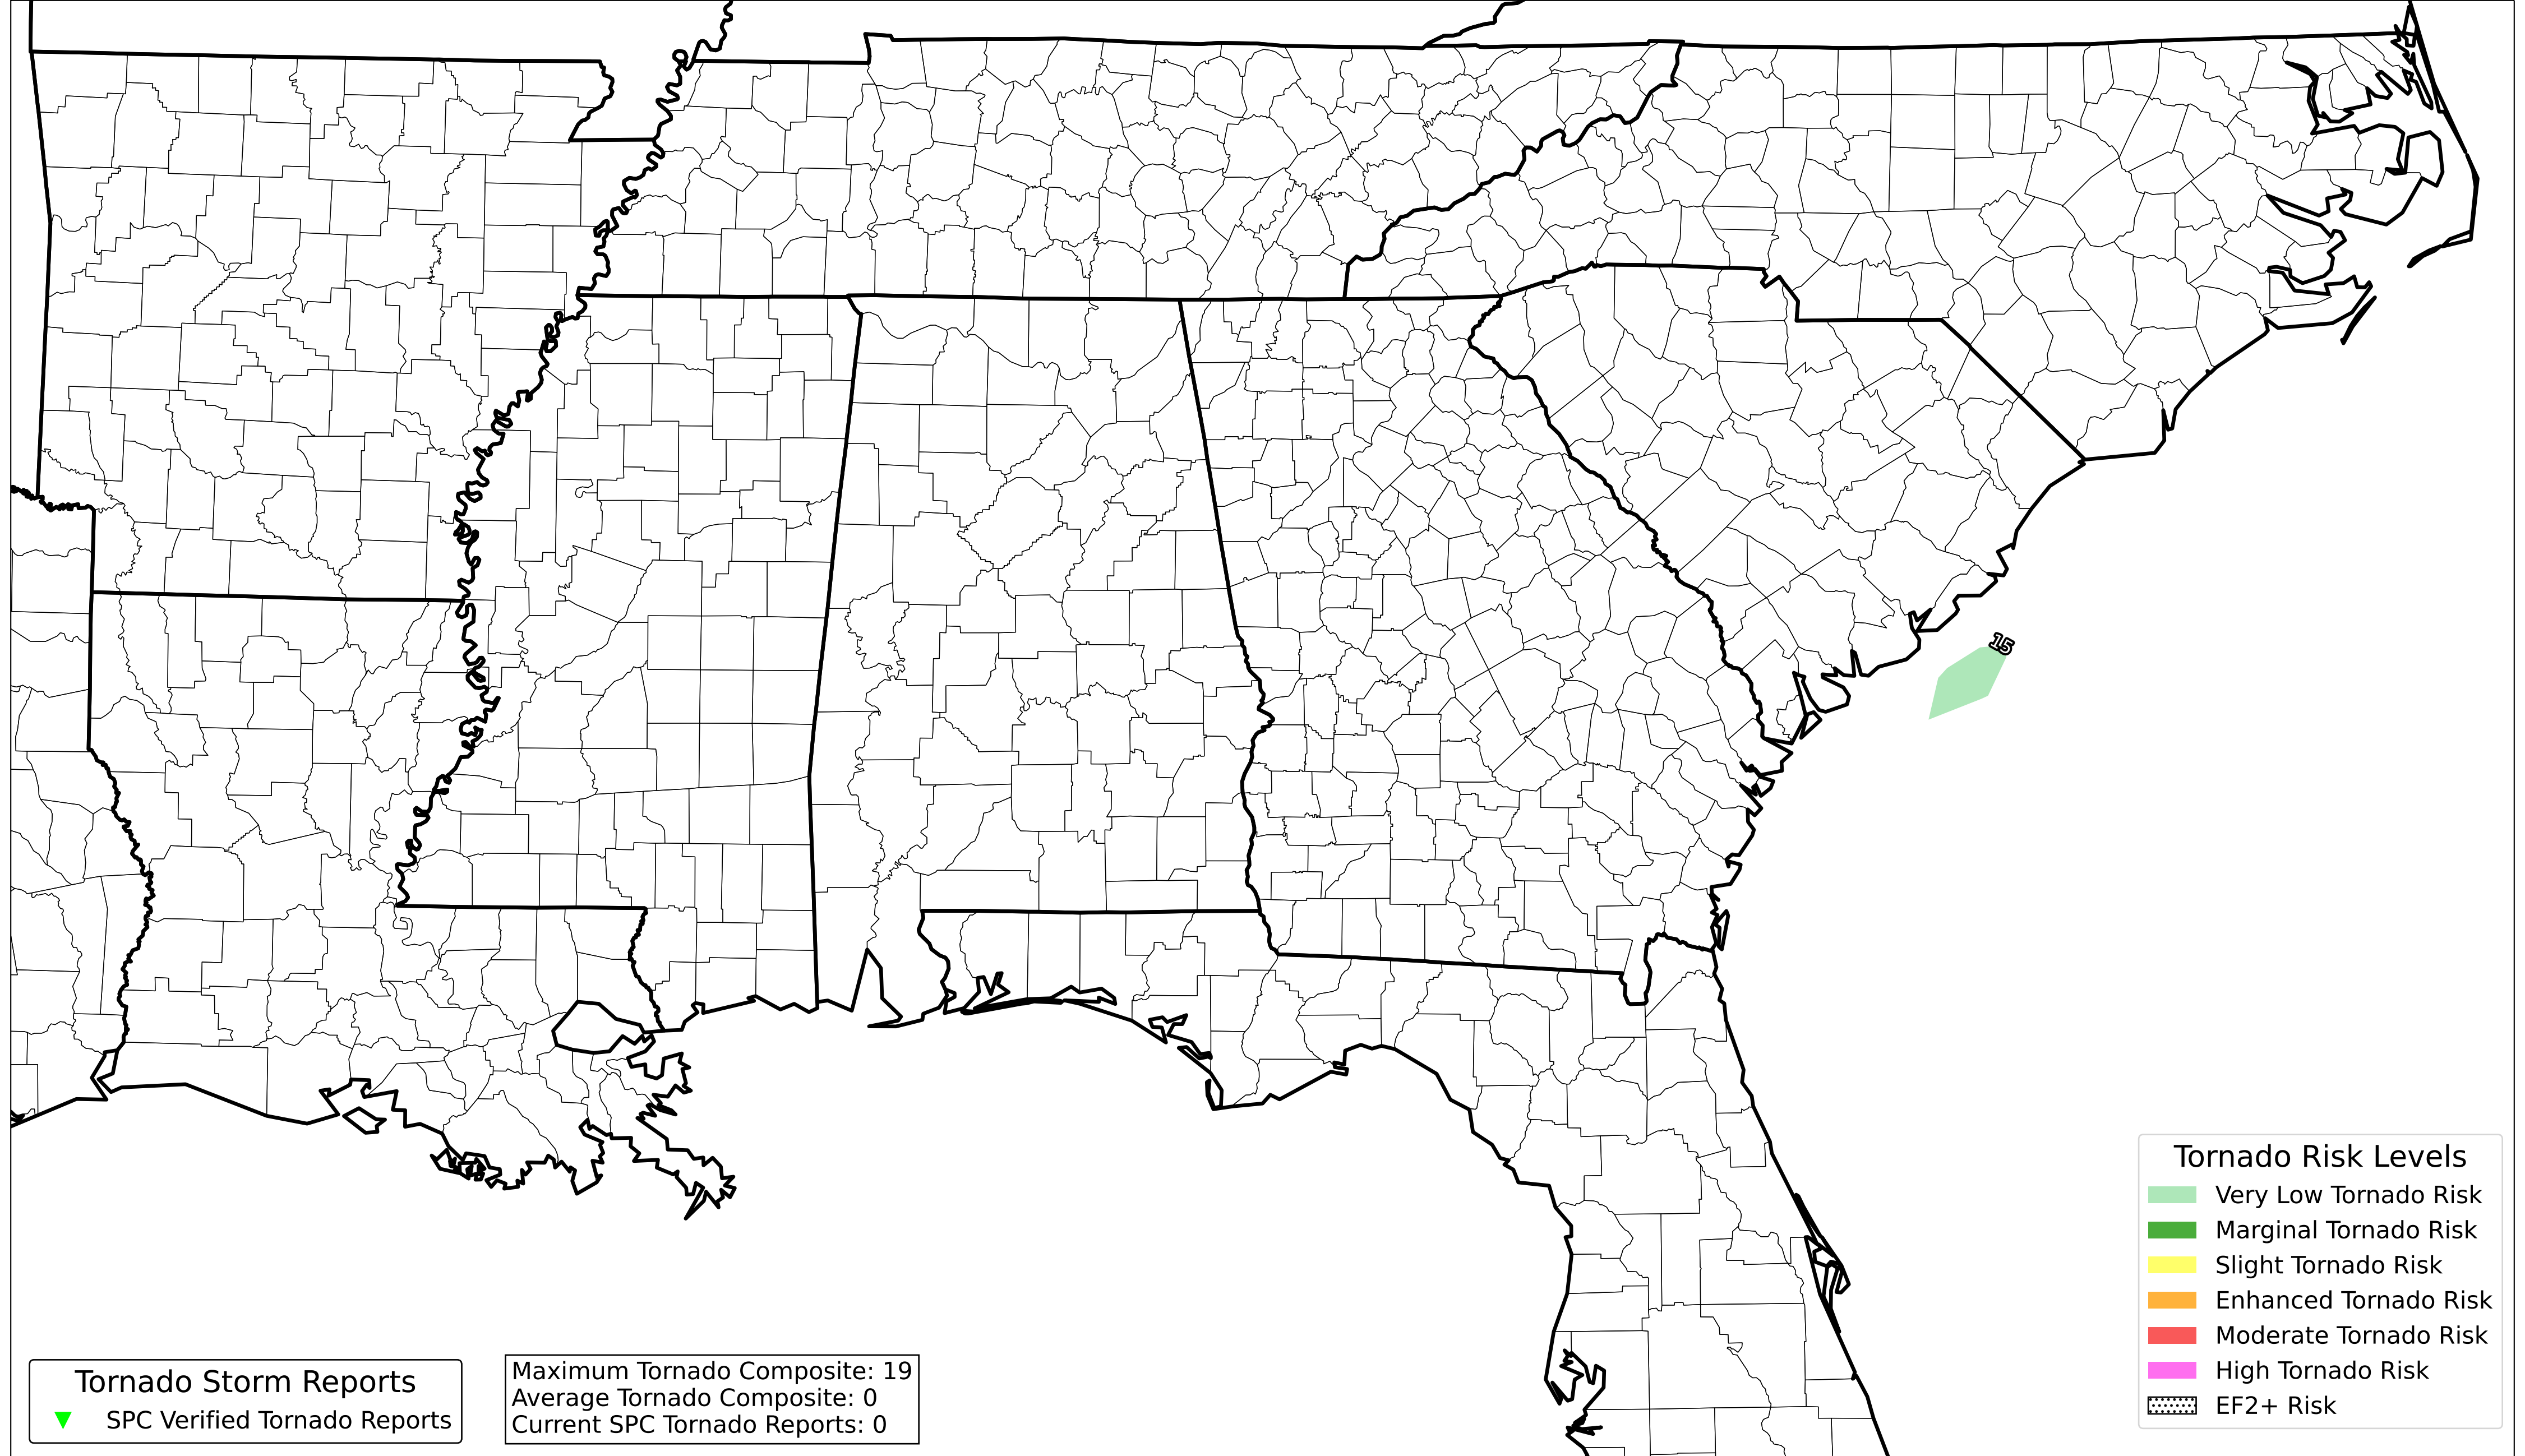 15
Tornado Risk Levels
Very Low Tornado Risk
Marginal Tornado Risk
Slight Tornado Risk
Enhanced Tornado Risk
Moderate Tornado Risk
High Tornado Risk
EF2+ Risk
Tornado Storm Reports
SPC Verified Tornado Reports
Maximum Tornado Composite: 19
Average Tornado Composite: 0
Current SPC Tornado Reports: 0